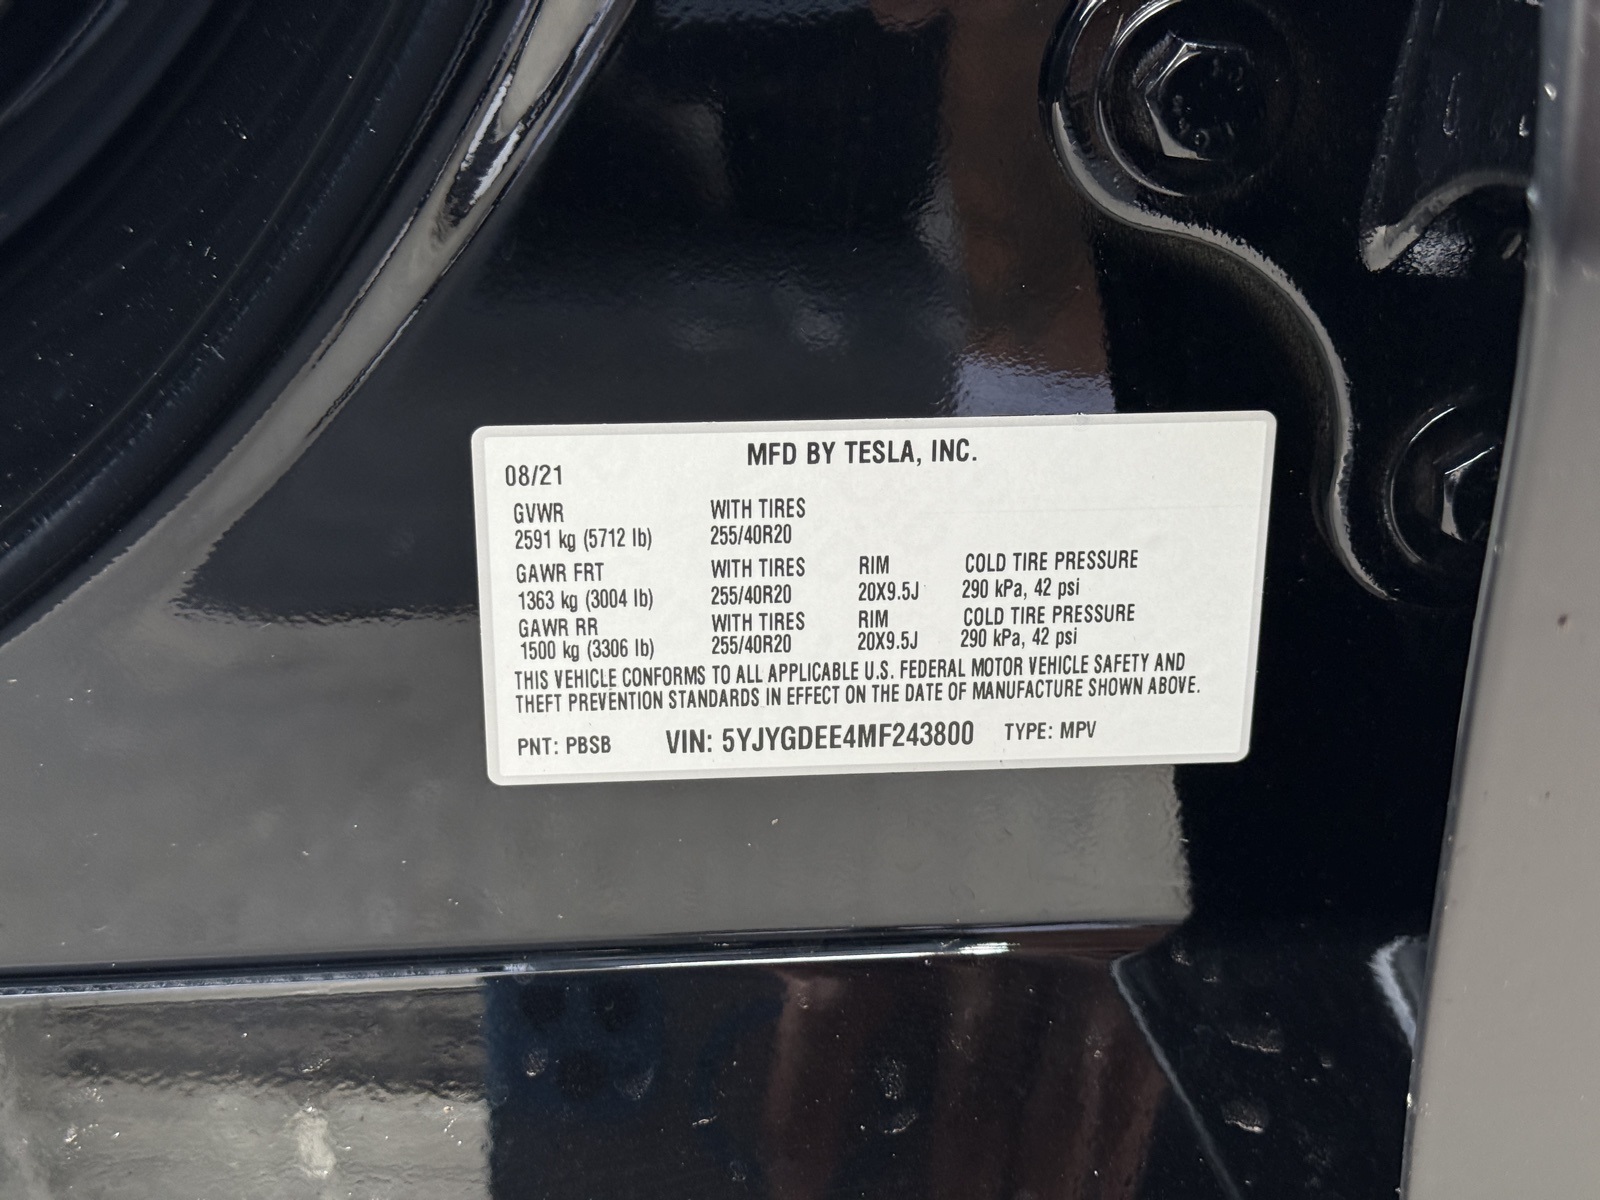 MFD BY TESLA, INC.
08/21
GVWR WITH TIRES
2591 kg (5712 lb) 255/40R20
GAWR FRT WITH TIRES RIM COLD TIRE PRESSURE
1363 kg (3004 lb) 255/40R20 20X9.5J 290 kPa, 42 psi
GAWR RR WITH TIRES RIM COLD TIRE PRESSURE
1500 kg (3306 lb) 255/40R20 20X9.5J 290 kPa, 42 psi
THIS VEHICLE CONFORMS TO ALL APPLICABLE U.S. FEDERAL MOTOR VEHICLE SAFETY AND
THEFT PREVENTION STANDARDS IN EFFECT ON THE DATE OF MANUFACTURE SHOWN ABOVE.
PNT: PBSB VIN: 5YJYGDEE4MF243800 TYPE: MPV